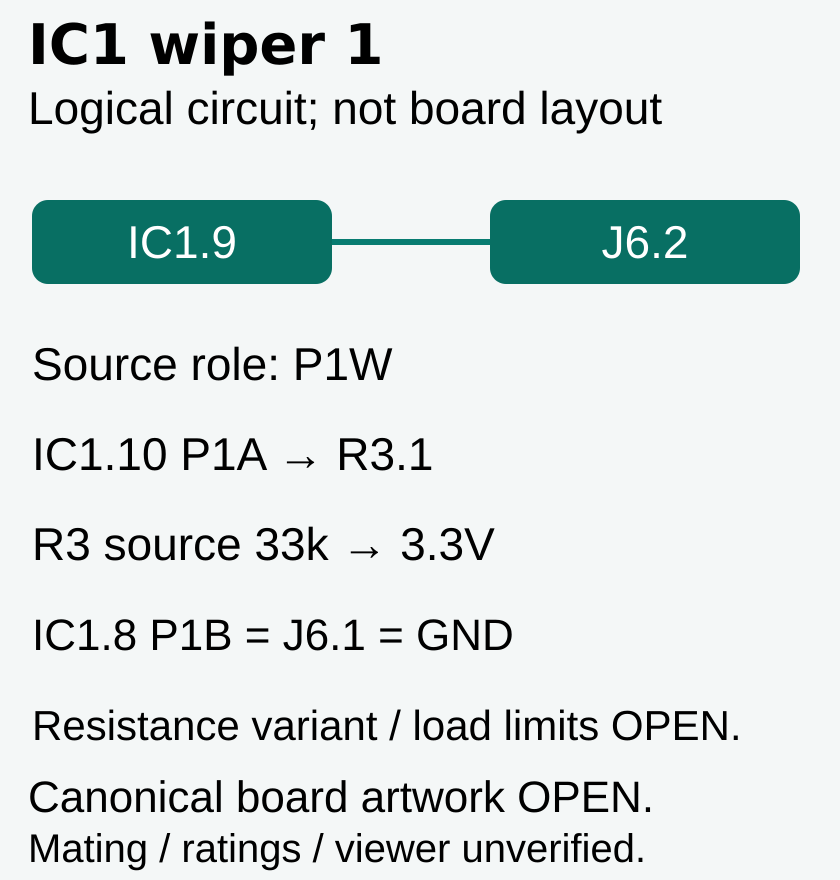 IC1 wiper 1
Logical circuit; not board layout
IC1.9
J6.2
Source role: P1W
IC1.10 P1A → R3.1
R3 source 33k → 3.3V
IC1.8 P1B = J6.1 = GND
Resistance variant / load limits OPEN.
Canonical board artwork OPEN.
Mating / ratings / viewer unverified.